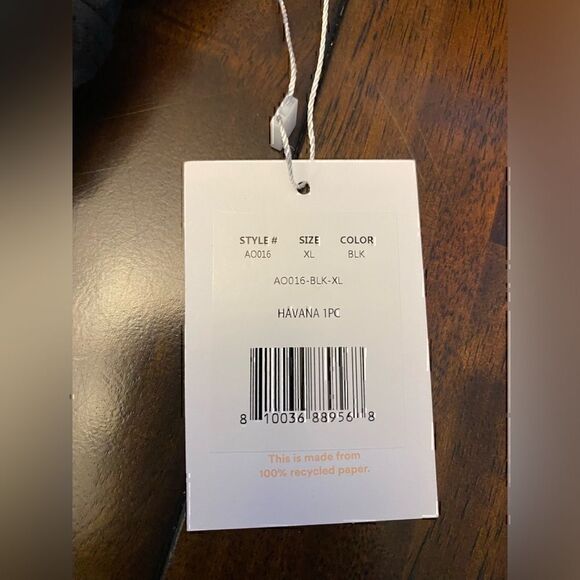 STYLE # SIZE COLOR
AO016 XL BLK
AO016-BLK-XL
HAVANA 1PC
8 10036 88956 8
This is made from
100% recycled paper.